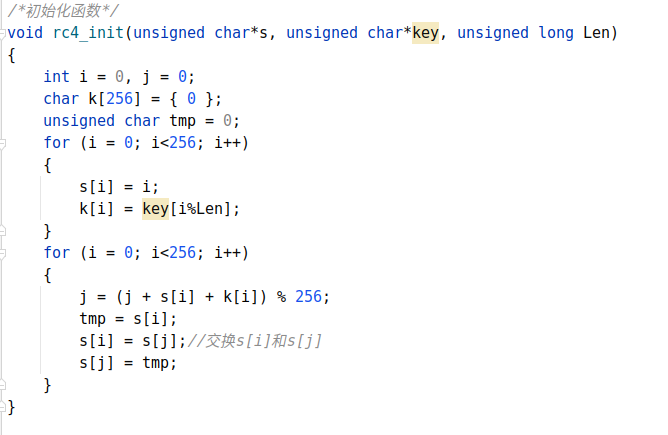 /*初始化函数*/
void rc4_init(unsigned char*s, unsigned char*key, unsigned long Len)
{
    int i = 0, j = 0;
    char k[256] = { 0 };
    unsigned char tmp = 0;
    for (i = 0; i<256; i++)
    {
        s[i] = i;
        k[i] = key[i%Len];
    }
    for (i = 0; i<256; i++)
    {
        j = (j + s[i] + k[i]) % 256;
        tmp = s[i];
        s[i] = s[j];//交换s[i]和s[j]
        s[j] = tmp;
    }
}